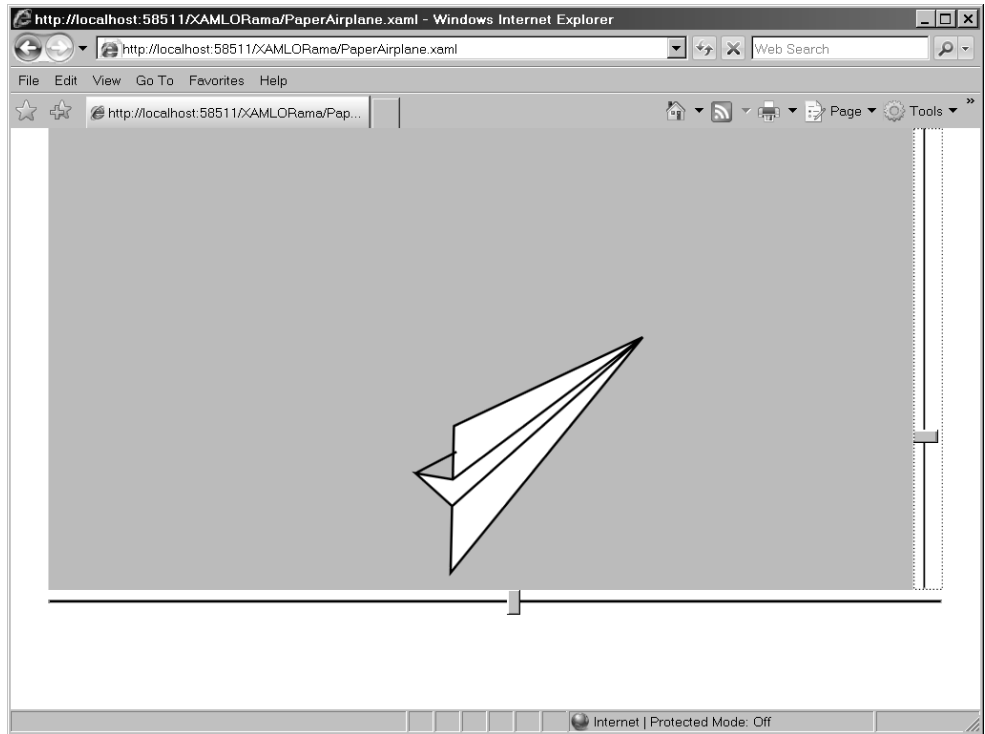 http://localhost:58511/XAMLORama/PaperAirplane.xaml - Windows Internet Explorer
http://localhost:58511/XAMLORama/PaperAirplane.xaml
Web Search
File Edit View Go To Favorites Help
http://localhost:58511/XAMLORama/Pap...
Page
Tools
»
Internet | Protected Mode: Off